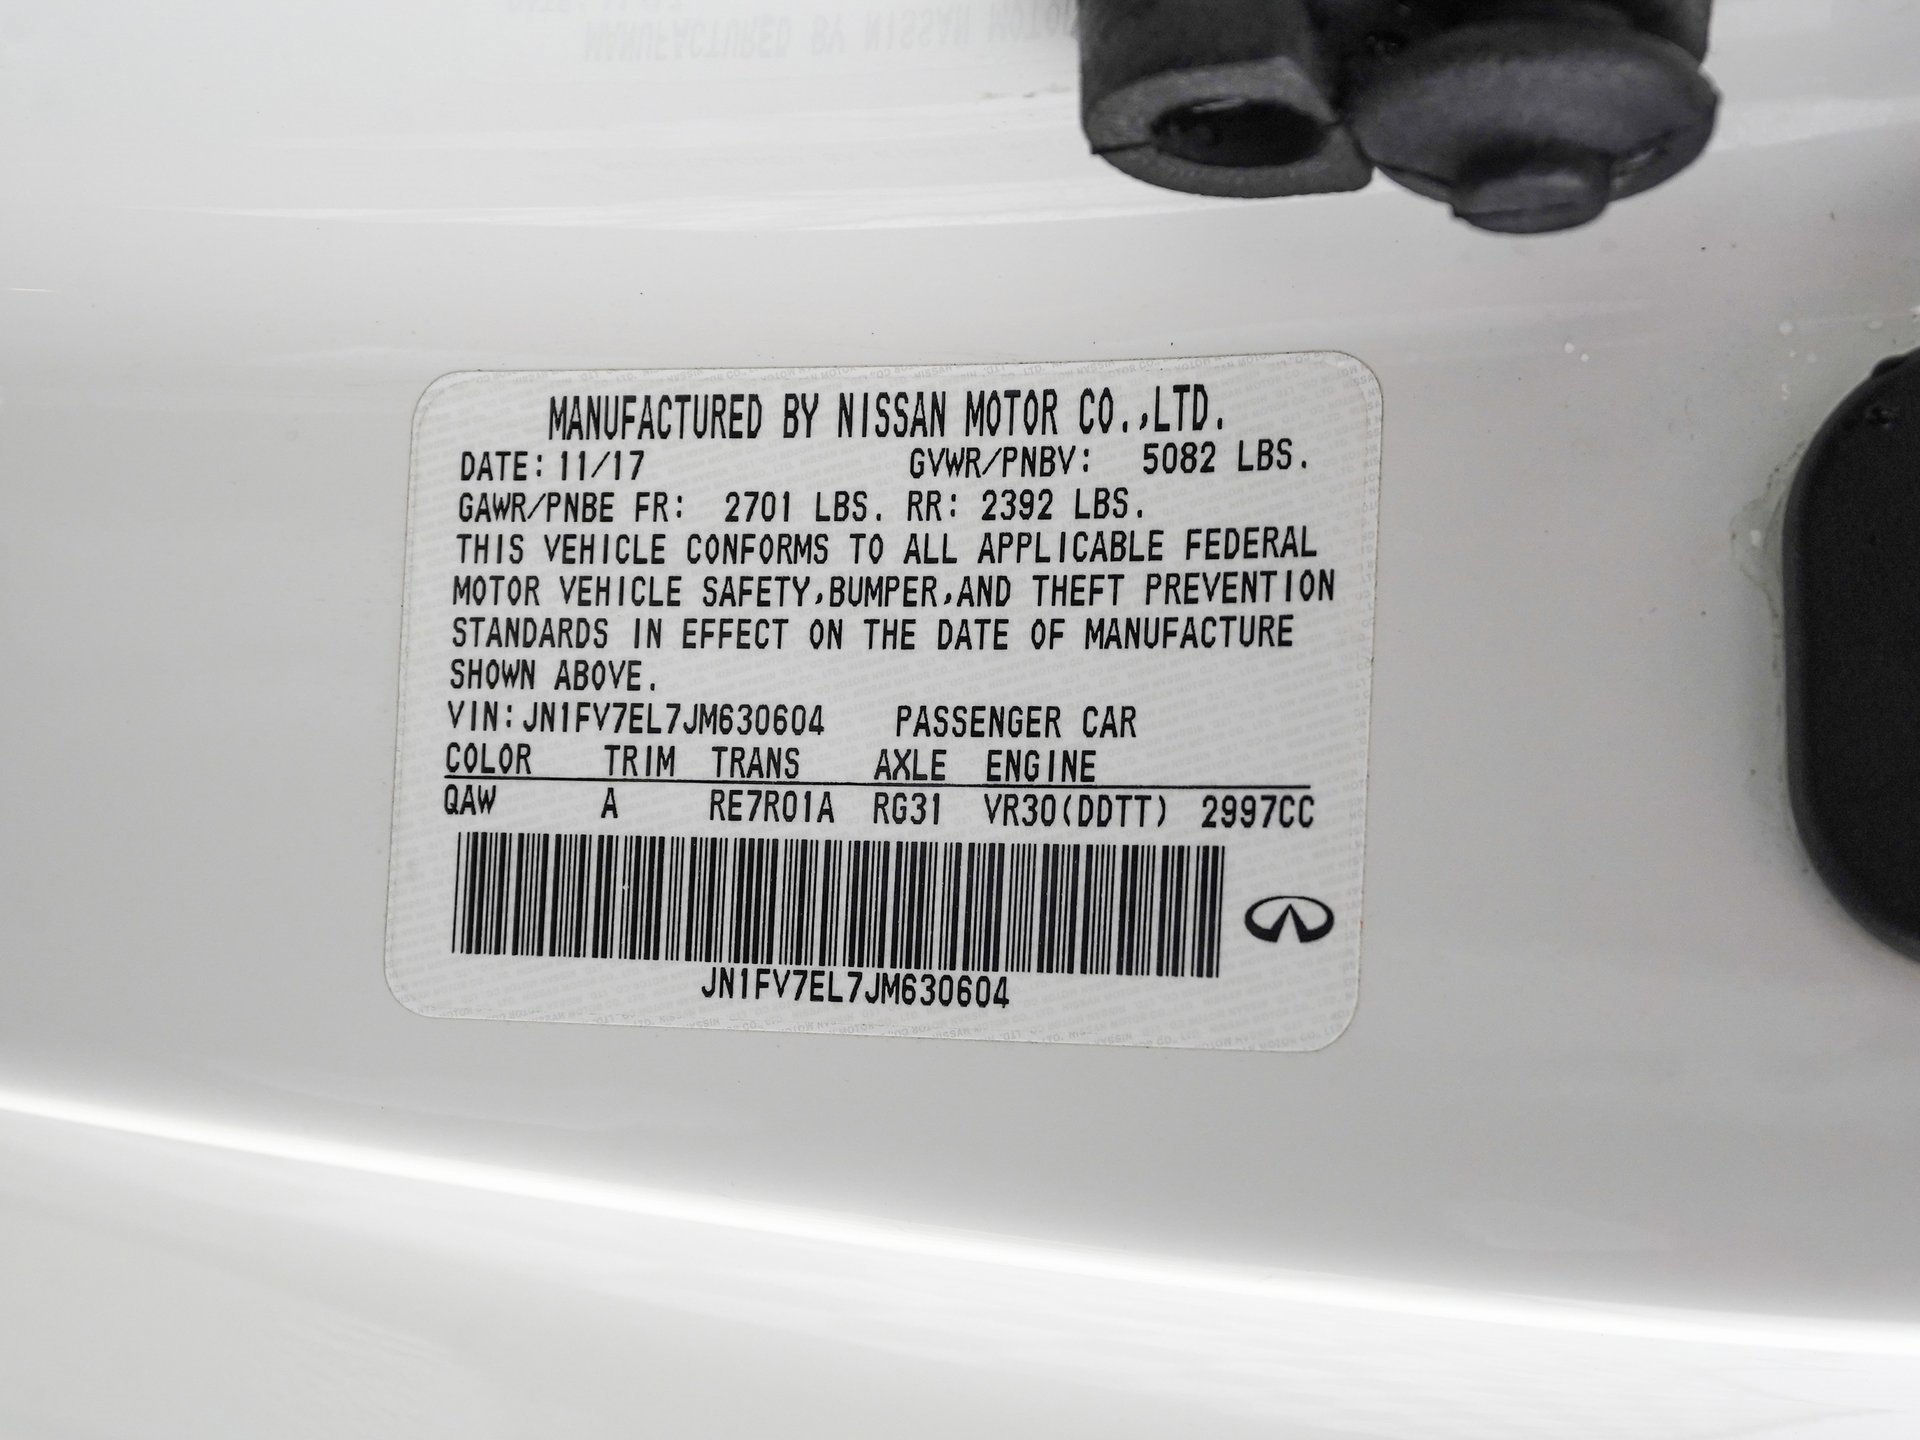 MANUFACTURED BY NISSAN MOTOR CO.,LTD.
DATE: 11/17 GVWR/PNBV: 5082 LBS.
GAWR/PNBE FR: 2701 LBS. RR: 2392 LBS.
THIS VEHICLE CONFORMS TO ALL APPLICABLE FEDERAL
MOTOR VEHICLE SAFETY,BUMPER,AND THEFT PREVENTION
STANDARDS IN EFFECT ON THE DATE OF MANUFACTURE
SHOWN ABOVE.
VIN: JN1FV7EL7JM630604 PASSENGER CAR
COLOR TRIM TRANS AXLE ENGINE
QAW A RE7R01A RG31 VR30(DDTT) 2997CC
JN1FV7EL7JM630604